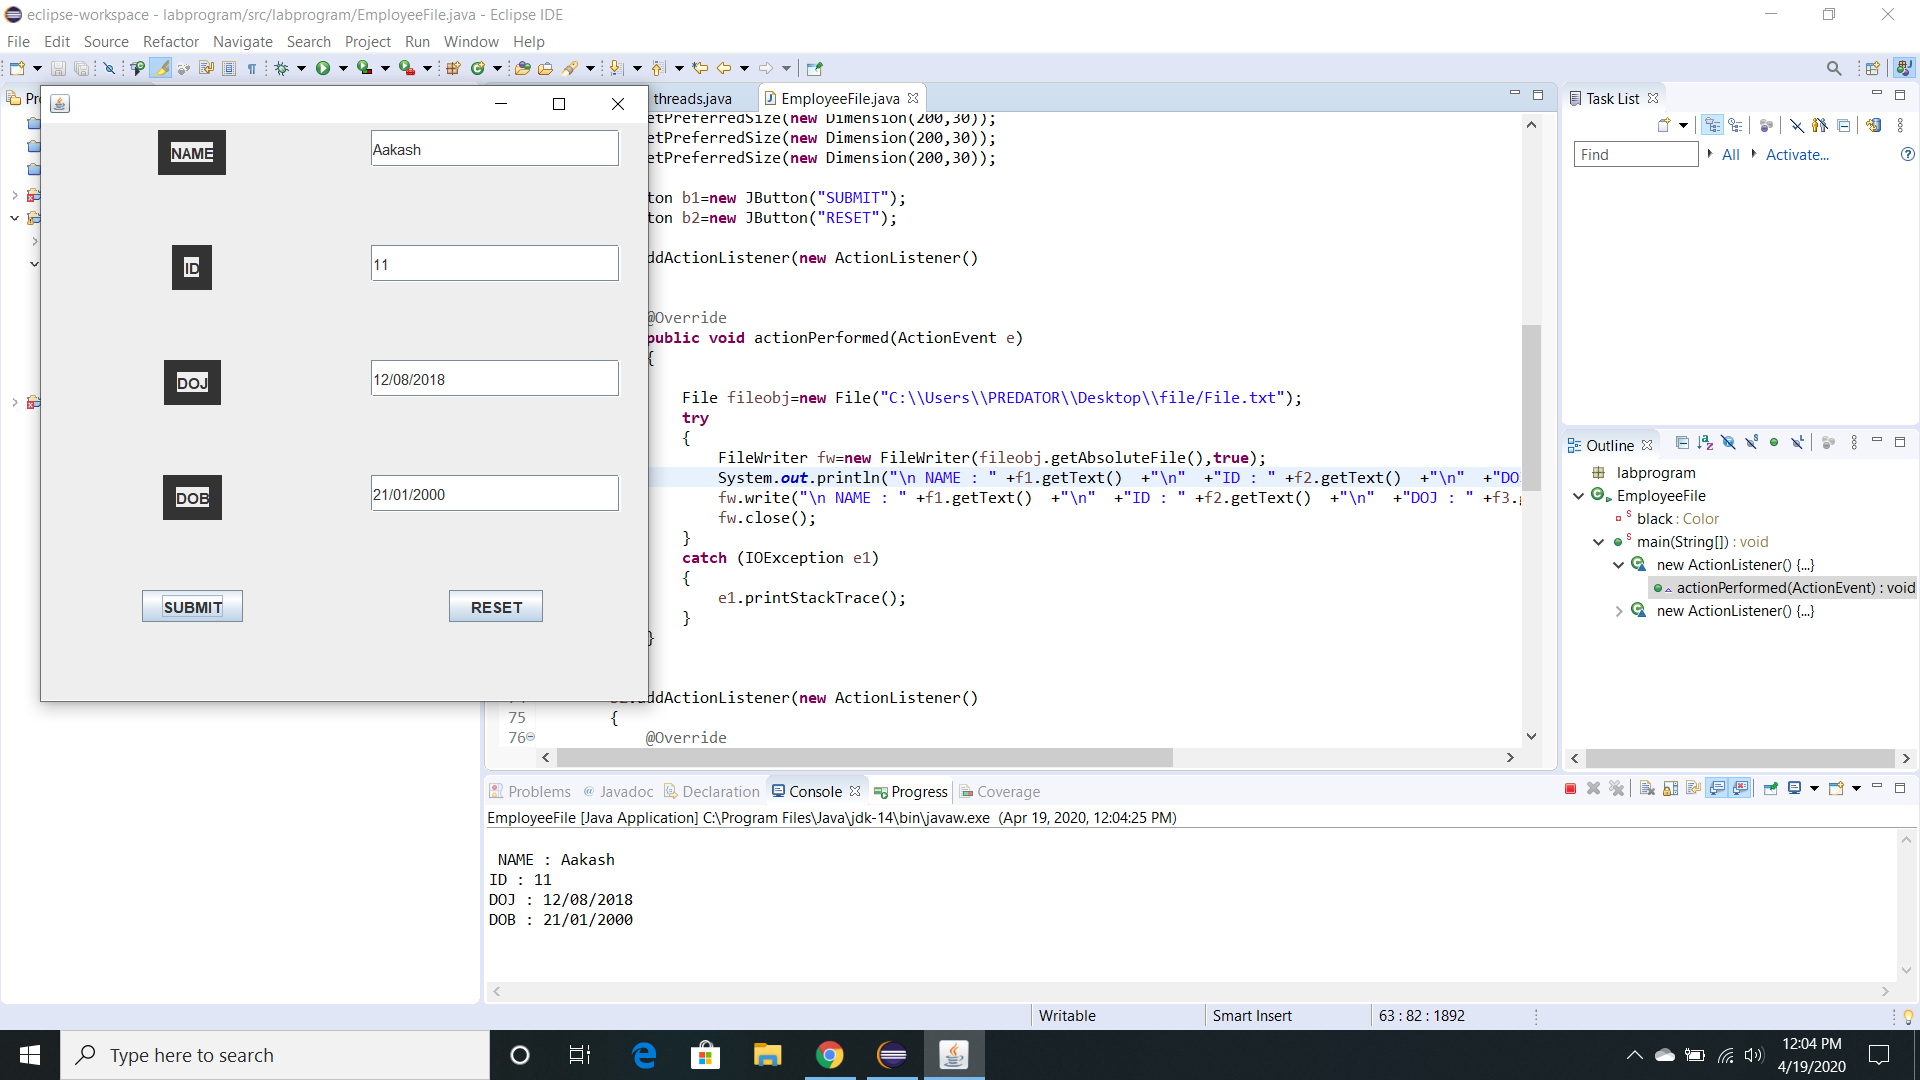 eclipse-workspace - labprogram/src/labprogram/EmployeeFile.java - Eclipse IDE
File Edit Source Refactor Navigate Search Project Run Window Help
threads.java EmployeeFile.java
etPreferredSize(new Dimension(200,30));
etPreferredSize(new Dimension(200,30));
etPreferredSize(new Dimension(200,30));
ton b1=new JButton("SUBMIT");
ton b2=new JButton("RESET");
ddActionListener(new ActionListener()
@Override
public void actionPerformed(ActionEvent e)
{
File fileobj=new File("C:\\Users\\PREDATOR\\Desktop\\file/File.txt");
try
{
FileWriter fw=new FileWriter(fileobj.getAbsoluteFile(),true);
System.out.println("\n NAME : " +f1.getText()  +"\n"  +"ID : " +f2.getText()  +"\n"  +"DO
fw.write("\n NAME : " +f1.getText()  +"\n"  +"ID : " +f2.getText()  +"\n"  +"DOJ : " +f3.
fw.close();
}
catch (IOException e1)
{
e1.printStackTrace();
}
}
ddActionListener(new ActionListener()
75 {
76 @Override
NAME Aakash
ID 11
DOJ 12/08/2018
DOB 21/01/2000
SUBMIT RESET
Task List
Find All Activate...
Outline
labprogram
EmployeeFile
black : Color
main(String[]) : void
new ActionListener() {...}
actionPerformed(ActionEvent) : void
new ActionListener() {...}
Problems Javadoc Declaration Console Progress Coverage
EmployeeFile [Java Application] C:\Program Files\Java\jdk-14\bin\javaw.exe (Apr 19, 2020, 12:04:25 PM)
NAME : Aakash
ID : 11
DOJ : 12/08/2018
DOB : 21/01/2000
Writable Smart Insert 63 : 82 : 1892
Type here to search
12:04 PM
4/19/2020